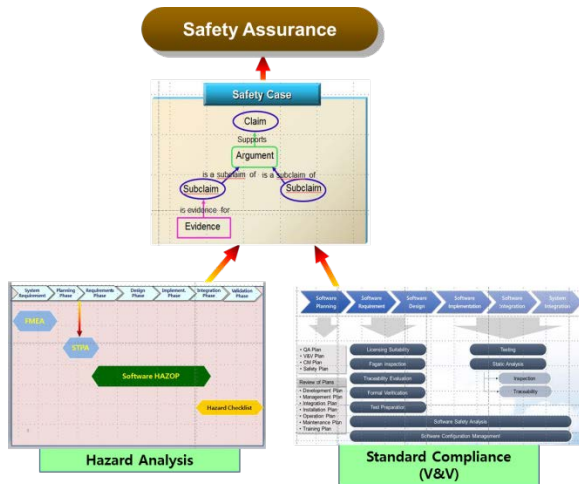 Safety Assurance
Safety Case
Claim
Supports
Argument
is a subclaim of
is a subclaim of
Subclaim
Subclaim
is evidence for
Evidence
System
Requirement
Planning
Phase
Requirements
Phase
Design
Phase
Implement.
Phase
Integration
Phase
Validation
Phase
FMEA
STPA
Software HAZOP
Hazard Checklist
Hazard Analysis
Software
Planning
Software
Requirement
Software
Design
Software
Implementation
Software
Integration
System
Integration
• QA Plan
• V&V Plan
• CM Plan
• Safety Plan
Review of Plans
• Development Plan
• Management Plan
• Integration Plan
• Installation Plan
• Operation Plan
• Maintenance Plan
• Training Plan
Licensing Suitability
Fagan Inspection
Traceability Evaluation
Formal Verification
Test Preparation
Testing
Static Analysis
Inspection
Traceability
Software Safety Analysis
Software Configuration Management
Standard Compliance
(V&V)